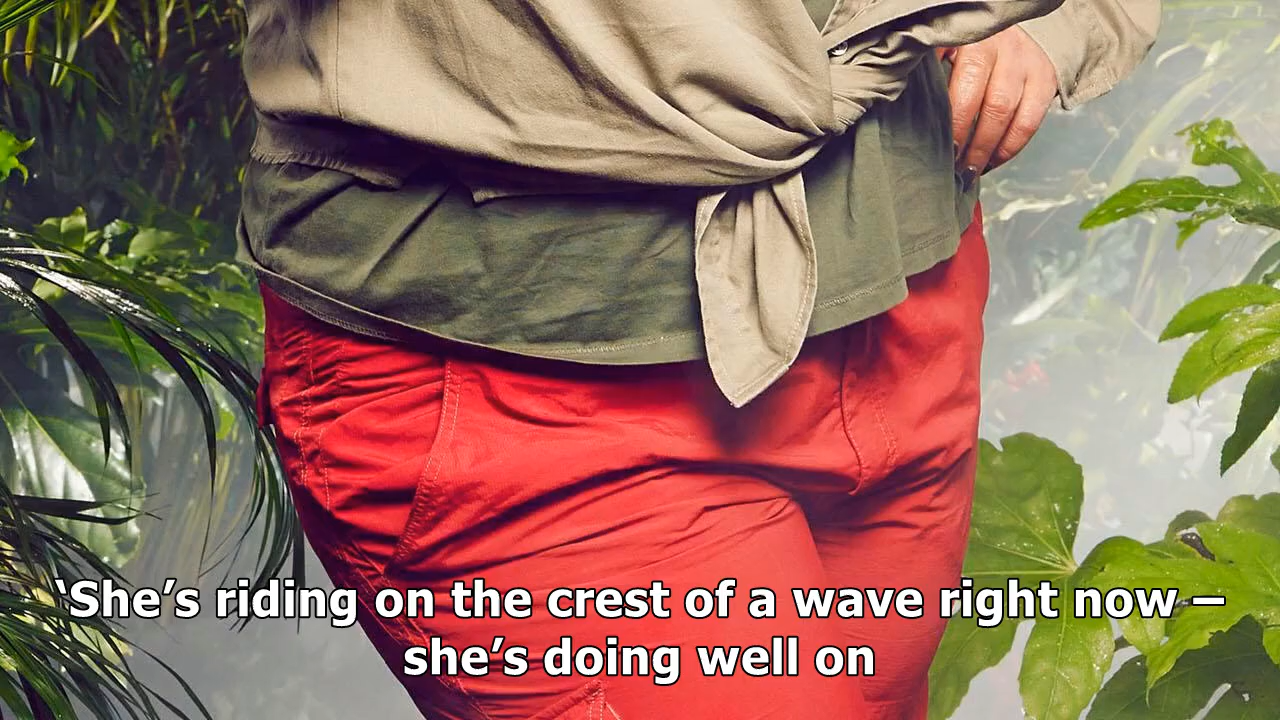 ‘She’s riding on the crest of a wave right now –
she’s doing well on